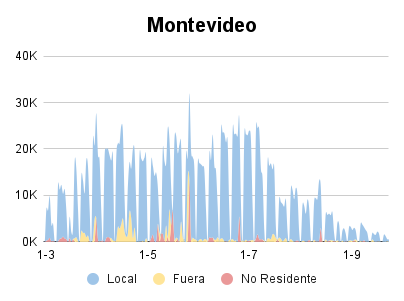 Montevideo
40K
30K
20K
10K
0K
1-3 1-5 1-7 1-9
Local Fuera No Residente